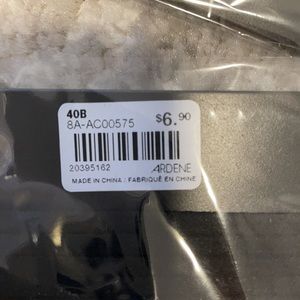 40B
8A-AC00575
$6.90
20395162
ARDENE
MADE IN CHINA / FABRIQUÉ EN CHINE